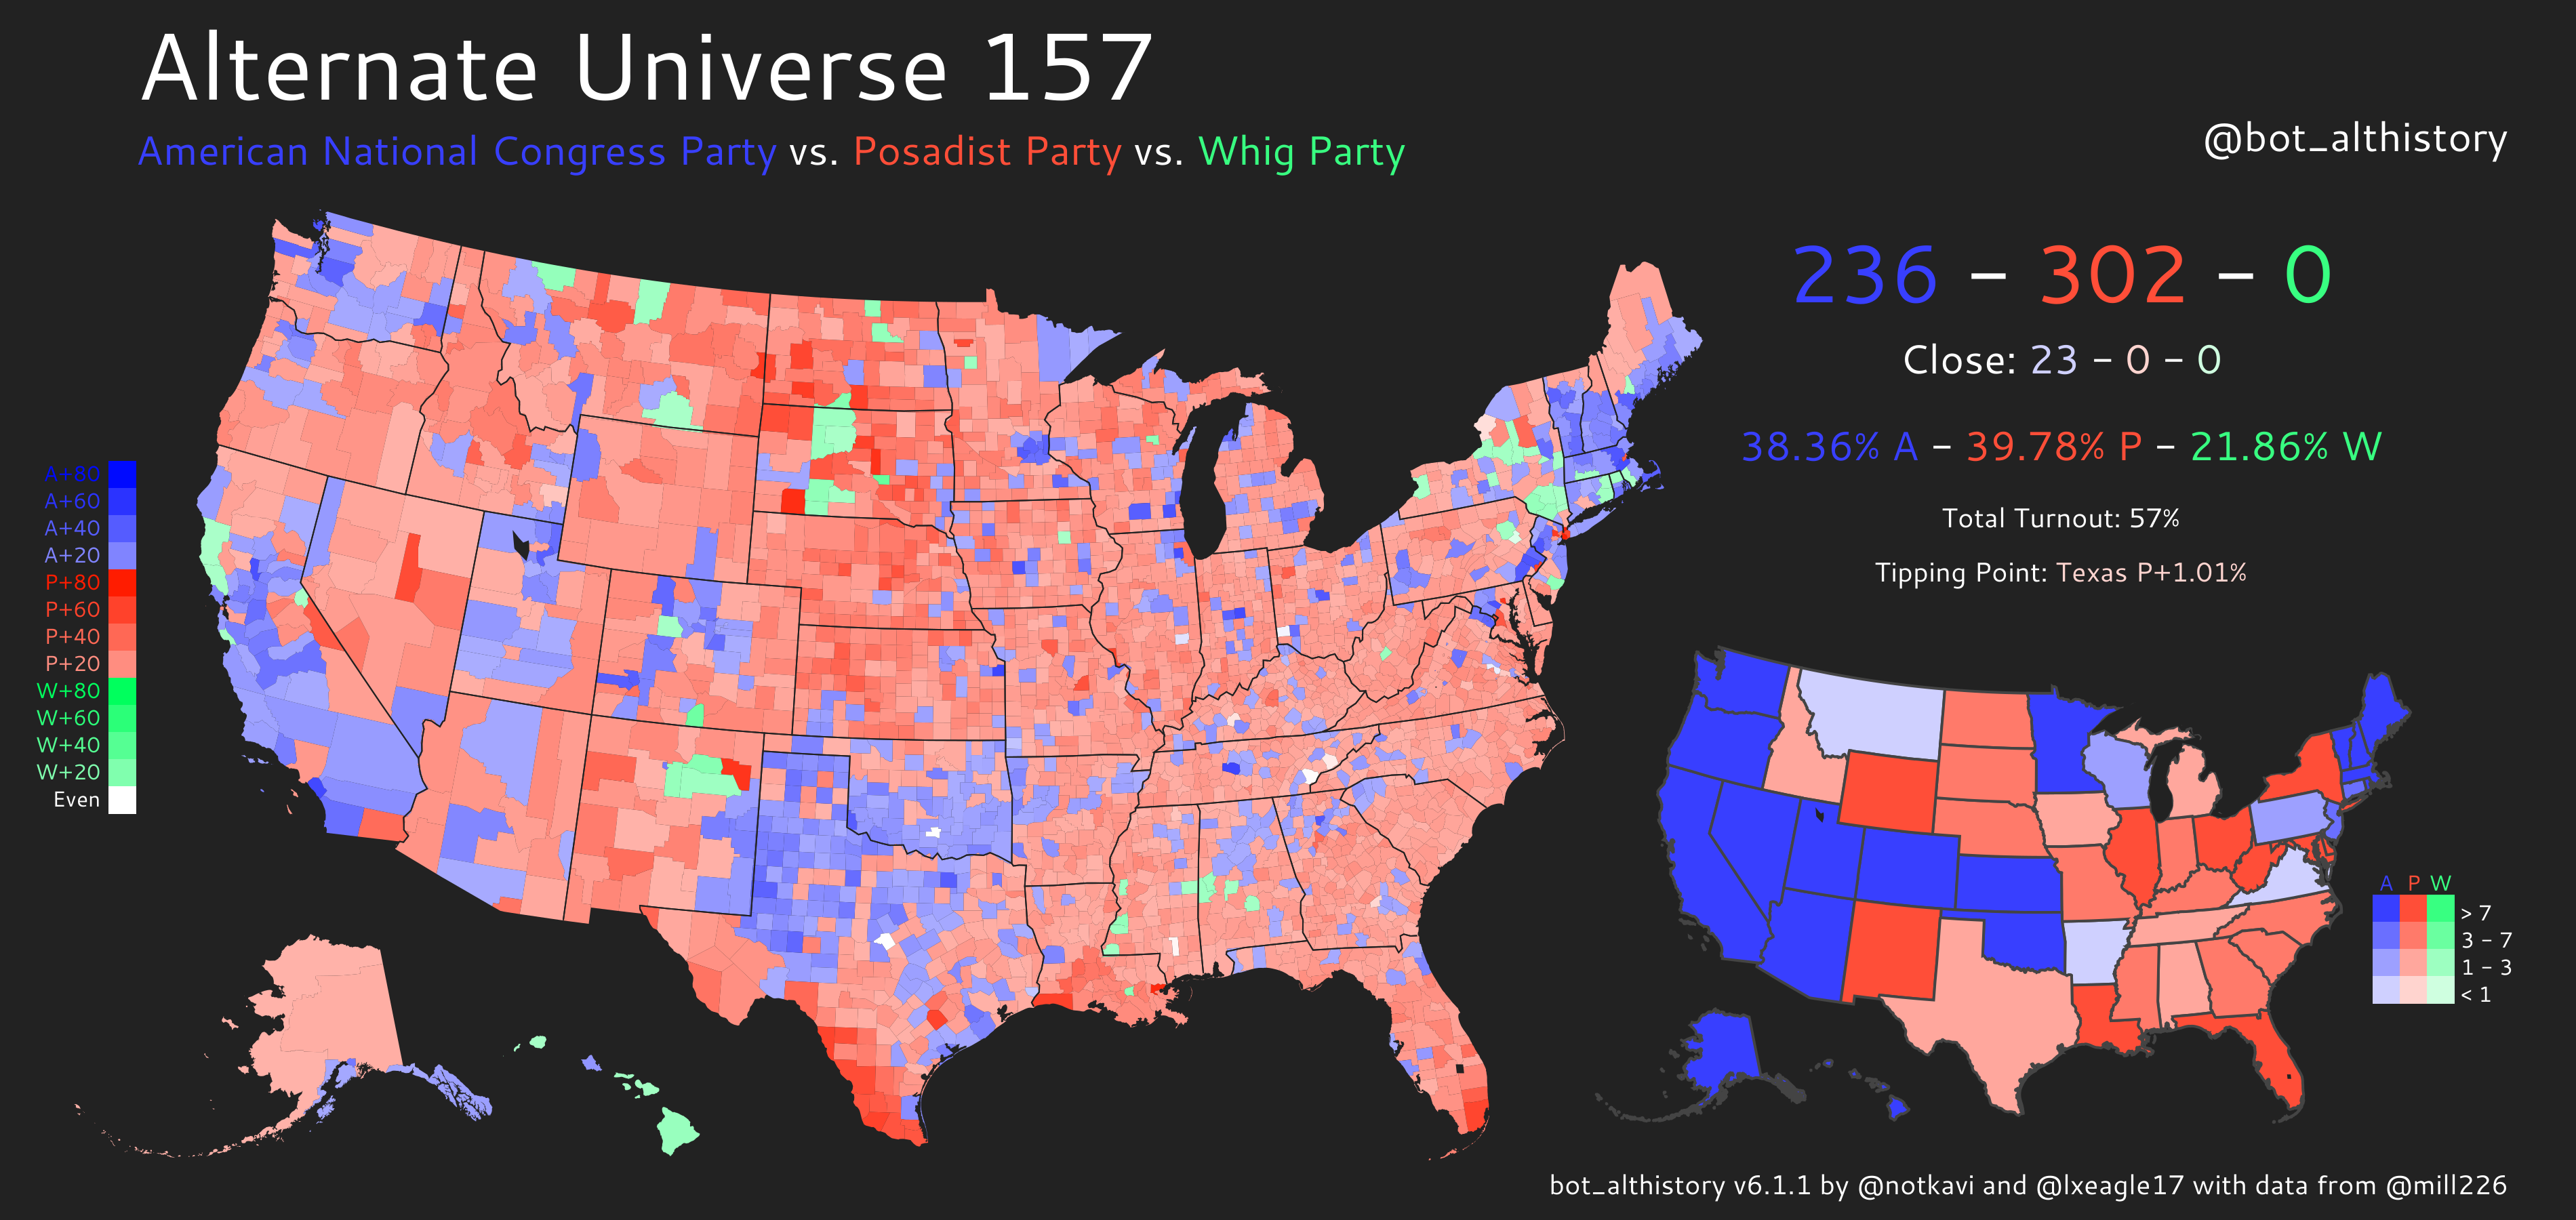 Alternate Universe 157
American National Congress Party vs. Posadist Party vs. Whig Party
@bot_althistory
236 - 302 - 0
Close: 23 - 0 - 0
38.36% A - 39.78% P - 21.86% W
Total Turnout: 57%
Tipping Point: Texas P+1.01%
A+80
A+60
A+40
A+20
P+80
P+60
P+40
P+20
W+80
W+60
W+40
W+20
Even
A P W
> 7
3 - 7
1 - 3
< 1
bot_althistory v6.1.1 by @notkavi and @lxeagle17 with data from @mill226